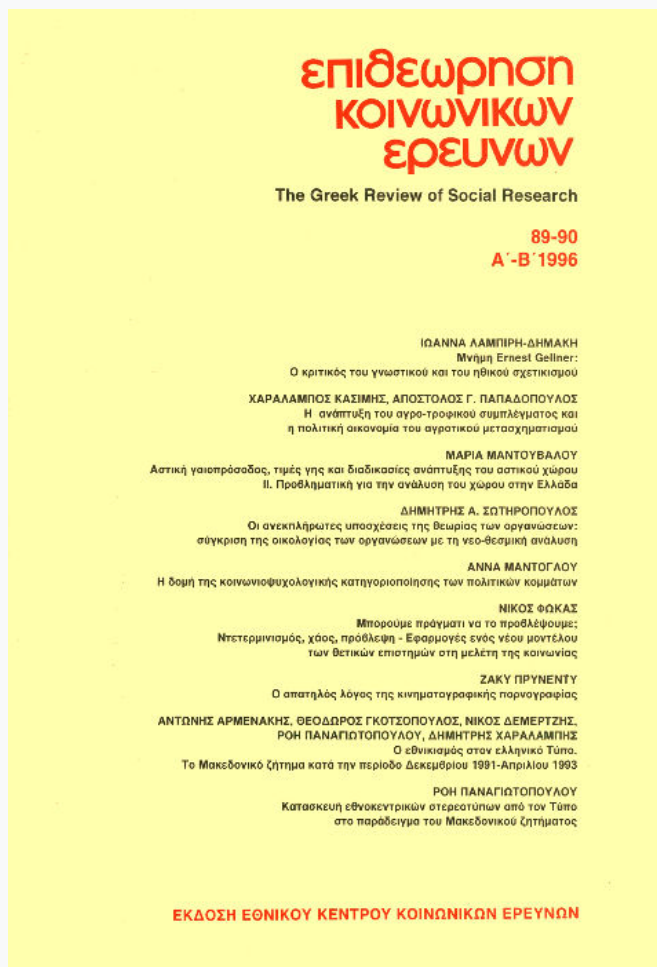 επιθεωρηση
κοινωνικων
ερευνων
The Greek Review of Social Research
89-90
Α΄-Β΄1996
ΙΩΑΝΝΑ ΛΑΜΠΙΡΗ-ΔΗΜΑΚΗ
Μνήμη Ernest Gellner:
Ο κριτικός του γνωστικού και του ηθικού σχετικισμού
ΧΑΡΑΛΑΜΠΟΣ ΚΑΣΙΜΗΣ, ΑΠΟΣΤΟΛΟΣ Γ. ΠΑΠΑΔΟΠΟΥΛΟΣ
Η ανάπτυξη του αγρο-τροφικού συμπλέγματος και
η πολιτική οικονομία του αγροτικού μετασχηματισμού
ΜΑΡΙΑ ΜΑΝΤΟΥΒΑΛΟΥ
Αστική γαιοπρόσοδος, τιμές γης και διαδικασίες ανάπτυξης του αστικού χώρου
ΙΙ. Προβληματική για την ανάλυση του χώρου στην Ελλάδα
ΔΗΜΗΤΡΗΣ Α. ΣΩΤΗΡΟΠΟΥΛΟΣ
Οι ανεκπλήρωτες υποσχέσεις της θεωρίας των οργανώσεων:
σύγκριση της οικολογίας των οργανώσεων με τη νεο-θεσμική ανάλυση
ΑΝΝΑ ΜΑΝΤΟΓΛΟΥ
Η δομή της κοινωνιοψυχολογικής κατηγοριοποίησης των πολιτικών κομμάτων
ΝΙΚΟΣ ΦΩΚΑΣ
Μπορούμε πράγματι να το προβλέψουμε;
Ντετερμινισμός, χάος, πρόβλεψη - Εφαρμογές ενός νέου μοντέλου
των θετικών επιστημών στη μελέτη της κοινωνίας
ΖΑΚΥ ΠΡΥΝΕΝΤΥ
Ο απατηλός λόγος της κινηματογραφικής πορνογραφίας
ΑΝΤΩΝΗΣ ΑΡΜΕΝΑΚΗΣ, ΘΕΟΔΩΡΟΣ ΓΚΟΤΣΟΠΟΥΛΟΣ, ΝΙΚΟΣ ΔΕΜΕΡΤΖΗΣ,
ΡΟΗ ΠΑΝΑΓΙΩΤΟΠΟΥΛΟΥ, ΔΗΜΗΤΡΗΣ ΧΑΡΑΛΑΜΠΗΣ
Ο εθνικισμός στον ελληνικό Τύπο.
Το Μακεδονικό ζήτημα κατά την περίοδο Δεκεμβρίου 1991-Απριλίου 1993
ΡΟΗ ΠΑΝΑΓΙΩΤΟΠΟΥΛΟΥ
Κατασκευή εθνοκεντρικών στερεοτύπων από τον Τύπο
στο παράδειγμα του Μακεδονικού ζητήματος
ΕΚΔΟΣΗ ΕΘΝΙΚΟΥ ΚΕΝΤΡΟΥ ΚΟΙΝΩΝΙΚΩΝ ΕΡΕΥΝΩΝ